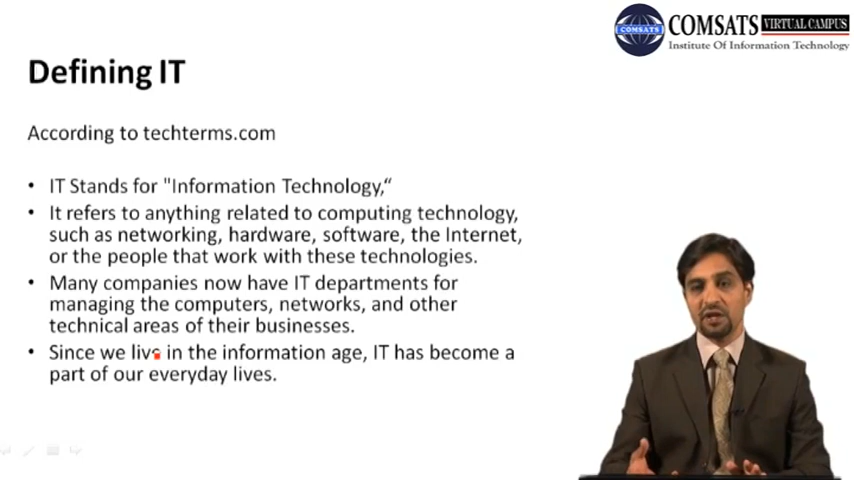 COMSATS VIRTUAL CAMPUS
COMSATS
Institute Of Information Technology
Defining IT
According to techterms.com
• IT Stands for "Information Technology,“
• It refers to anything related to computing technology,
such as networking, hardware, software, the Internet,
or the people that work with these technologies.
• Many companies now have IT departments for
managing the computers, networks, and other
technical areas of their businesses.
• Since we live in the information age, IT has become a
part of our everyday lives.